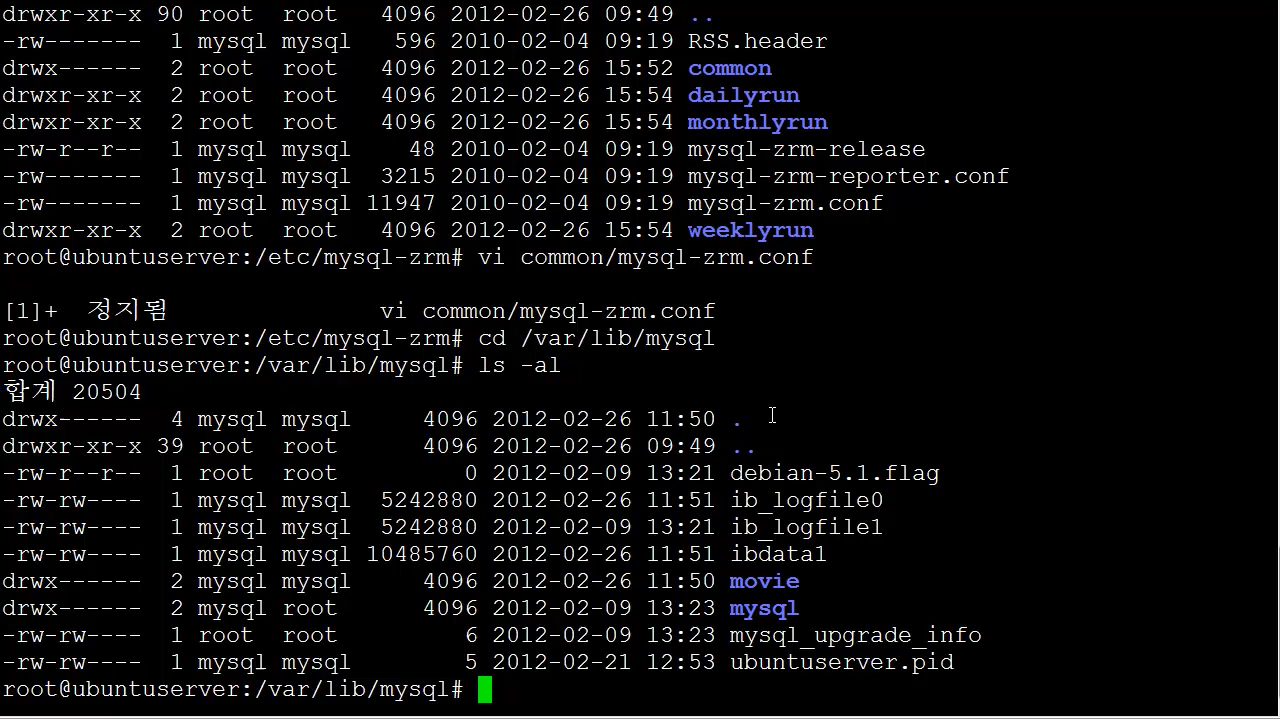 drwxr-xr-x 90 root  root   4096 2012-02-26 09:49 ..
-rw-------  1 mysql mysql   596 2010-02-04 09:19 RSS.header
drwx------  2 root  root   4096 2012-02-26 15:52 common
drwxr-xr-x  2 root  root   4096 2012-02-26 15:54 dailyrun
drwxr-xr-x  2 root  root   4096 2012-02-26 15:54 monthlyrun
-rw-r--r--  1 mysql mysql    48 2010-02-04 09:19 mysql-zrm-release
-rw-------  1 mysql mysql  3215 2010-02-04 09:19 mysql-zrm-reporter.conf
-rw-------  1 mysql mysql 11947 2010-02-04 09:19 mysql-zrm.conf
drwxr-xr-x  2 root  root   4096 2012-02-26 15:54 weeklyrun
root@ubuntuserver:/etc/mysql-zrm# vi common/mysql-zrm.conf
[1]+  정지됨               vi common/mysql-zrm.conf
root@ubuntuserver:/etc/mysql-zrm# cd /var/lib/mysql
root@ubuntuserver:/var/lib/mysql# ls -al
합계 20504
drwx------  4 mysql mysql     4096 2012-02-26 11:50 .
drwxr-xr-x 39 root  root      4096 2012-02-26 09:49 ..
-rw-r--r--  1 root  root         0 2012-02-09 13:21 debian-5.1.flag
-rw-rw----  1 mysql mysql  5242880 2012-02-26 11:51 ib_logfile0
-rw-rw----  1 mysql mysql  5242880 2012-02-09 13:21 ib_logfile1
-rw-rw----  1 mysql mysql 10485760 2012-02-26 11:51 ibdata1
drwx------  2 mysql mysql     4096 2012-02-26 11:50 movie
drwx------  2 mysql root      4096 2012-02-09 13:23 mysql
-rw-rw----  1 root  root         6 2012-02-09 13:23 mysql_upgrade_info
-rw-rw----  1 mysql mysql        5 2012-02-21 12:53 ubuntuserver.pid
root@ubuntuserver:/var/lib/mysql#